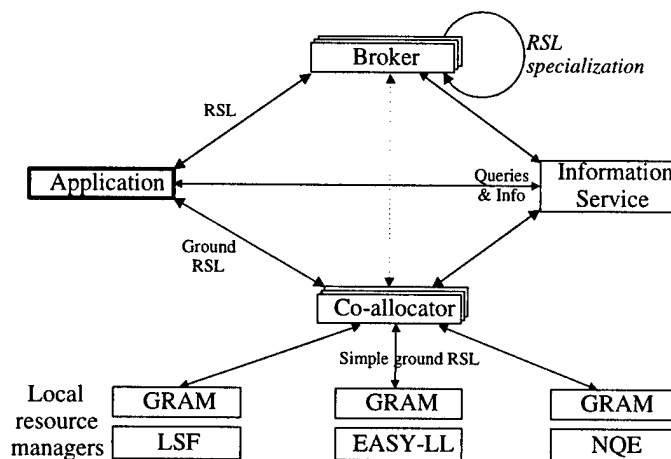 RSL
specialization
Broker
RSL
Application
Queries
& Info
Information
Service
Ground
RSL
Co-allocator
Simple ground RSL
Local
resource
managers
GRAM
GRAM
GRAM
LSF
EASY-LL
NQE